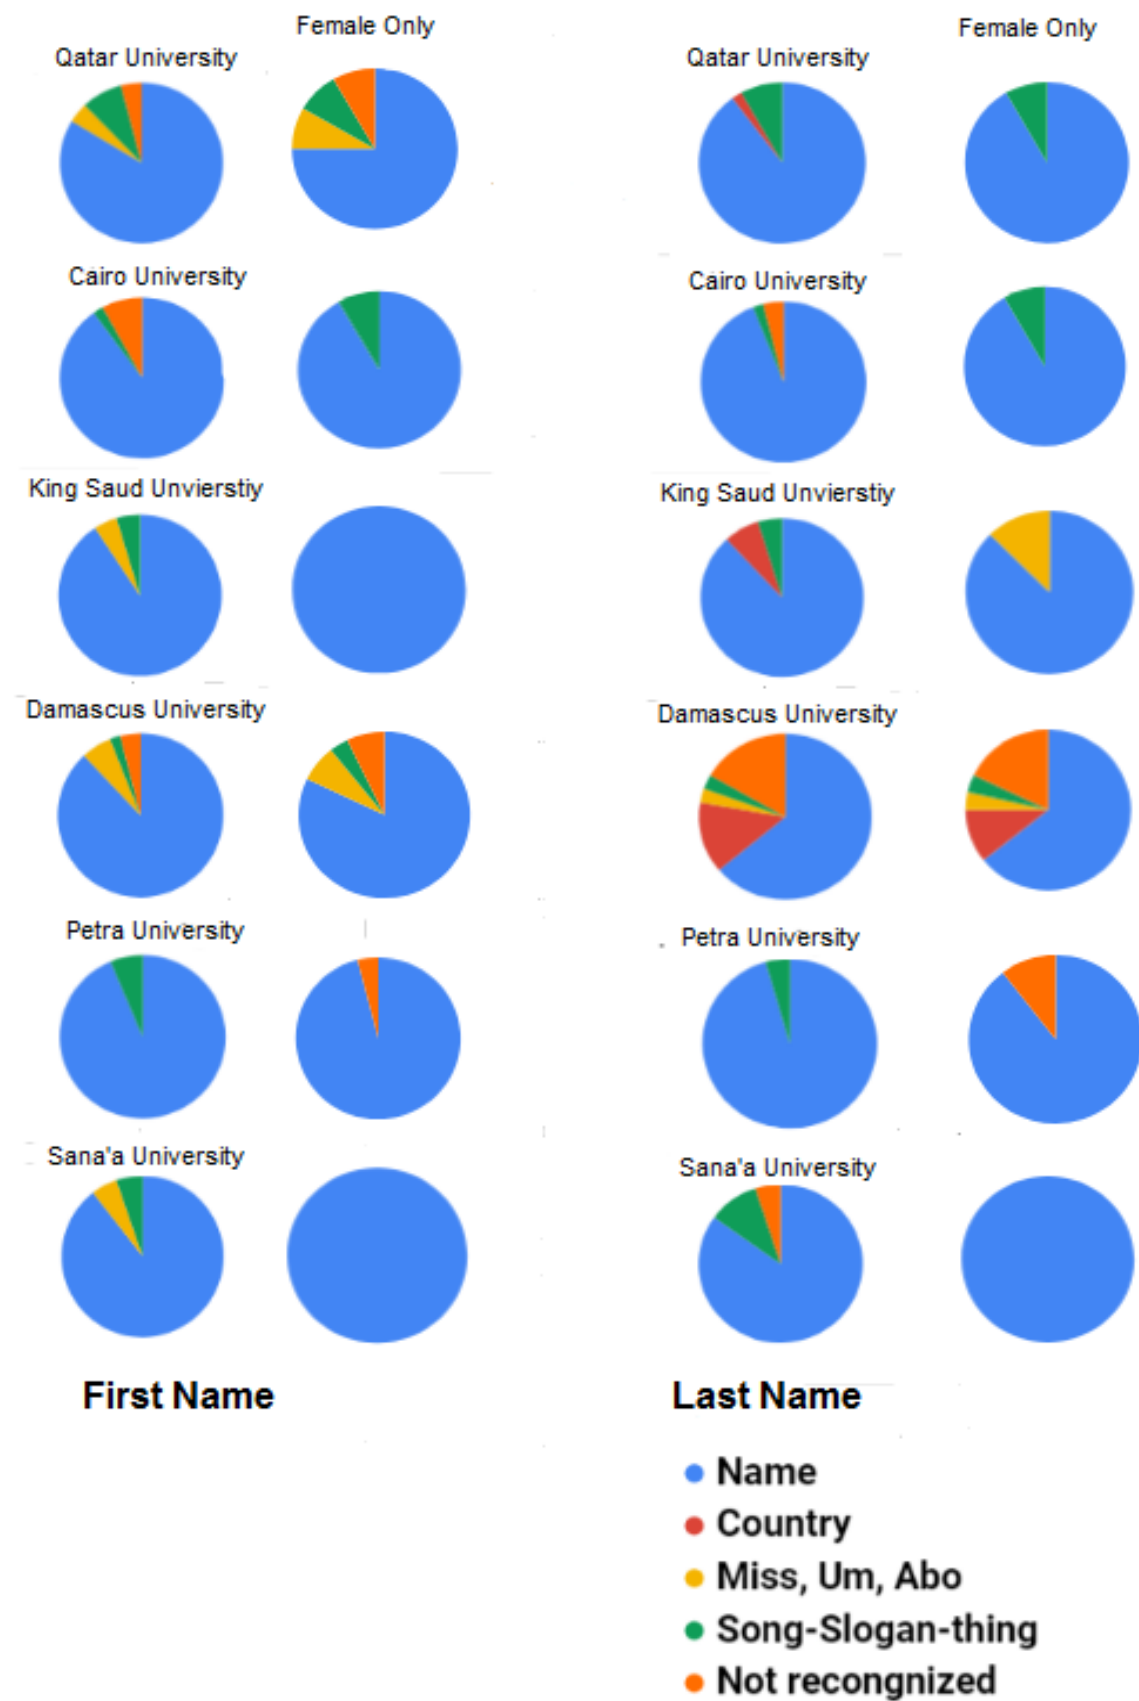 Female Only
Female Only
Qatar University
Qatar University
Cairo University
Cairo University
King Saud Unvierstiy
King Saud Unvierstiy
Damascus University
Damascus University
Petra University
Petra University
Sana'a University
Sana'a University
First Name
Last Name
Name
Country
Miss, Um, Abo
Song-Slogan-thing
Not recongnized